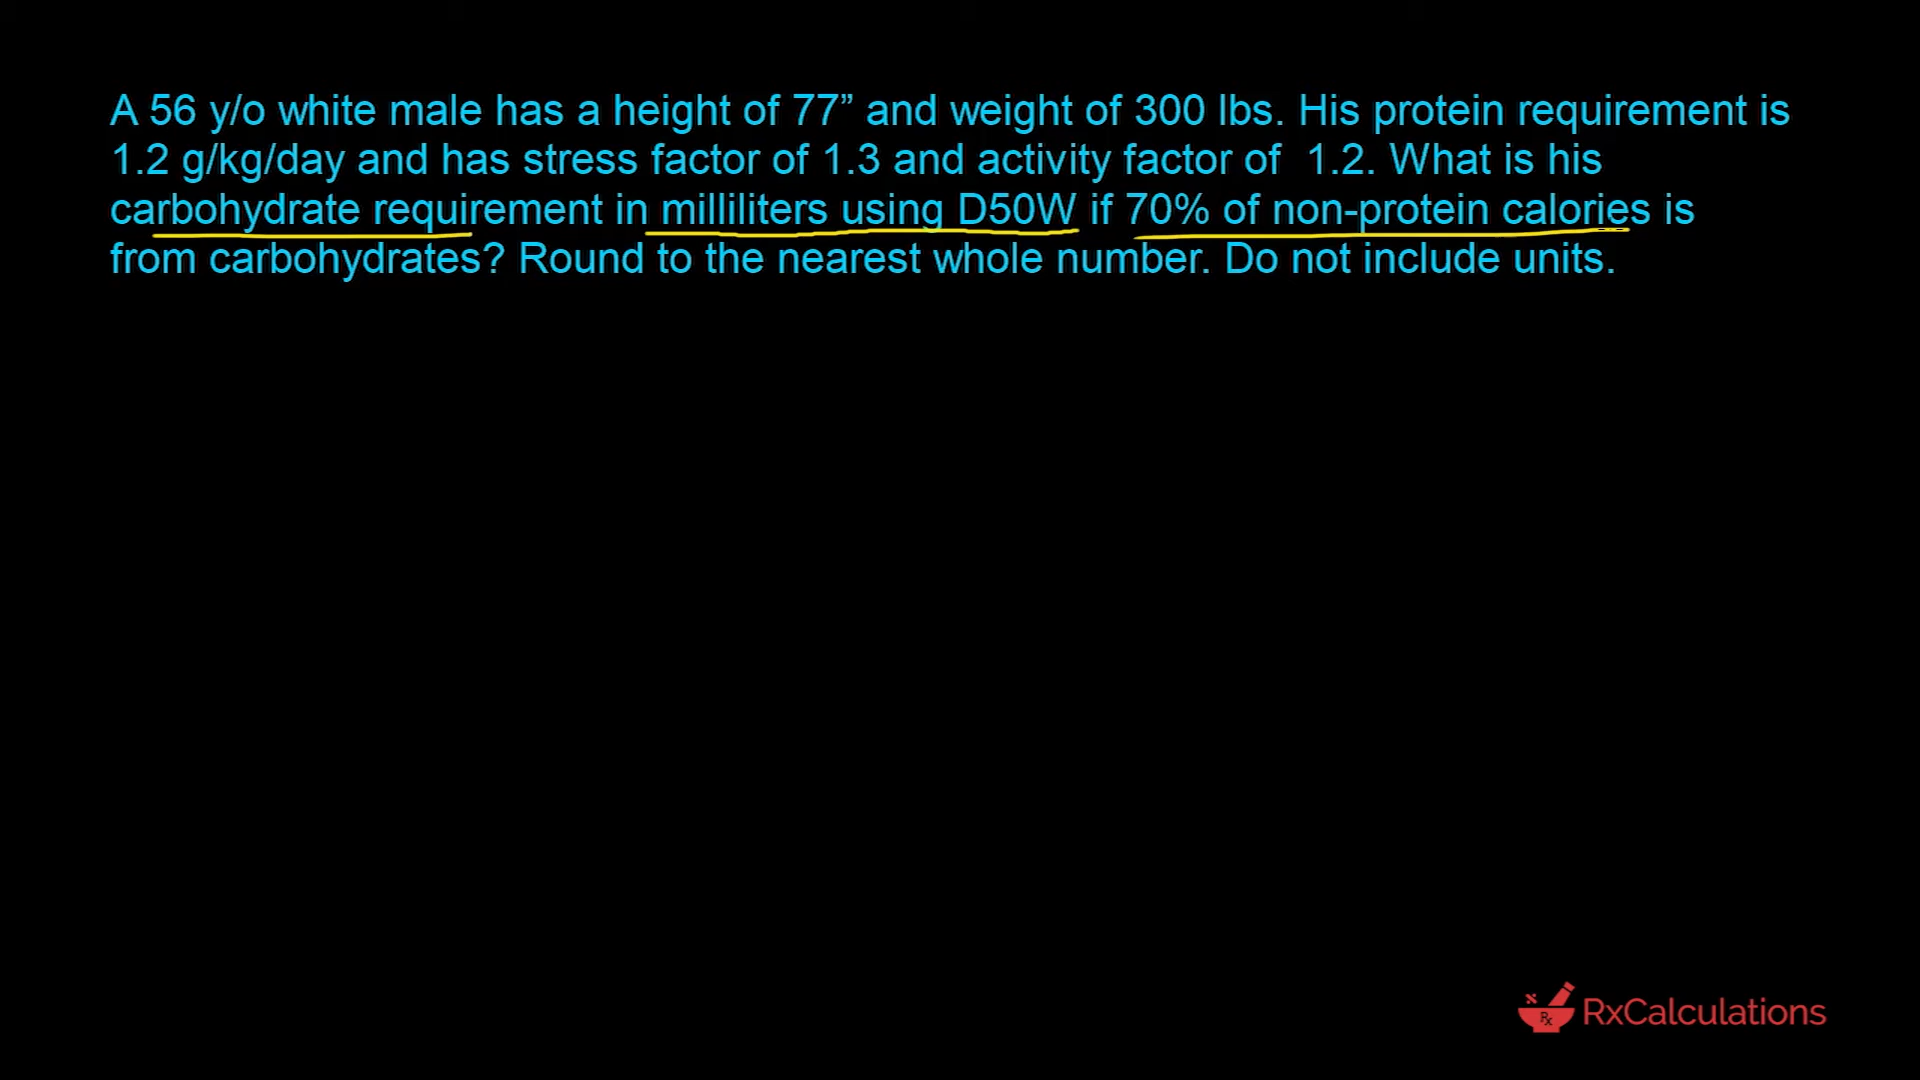 A 56 y/o white male has a height of 77” and weight of 300 lbs. His protein requirement is
1.2 g/kg/day and has stress factor of 1.3 and activity factor of  1.2. What is his
carbohydrate requirement in milliliters using D50W if 70% of non-protein calories is
from carbohydrates? Round to the nearest whole number. Do not include units.
Rx
RxCalculations